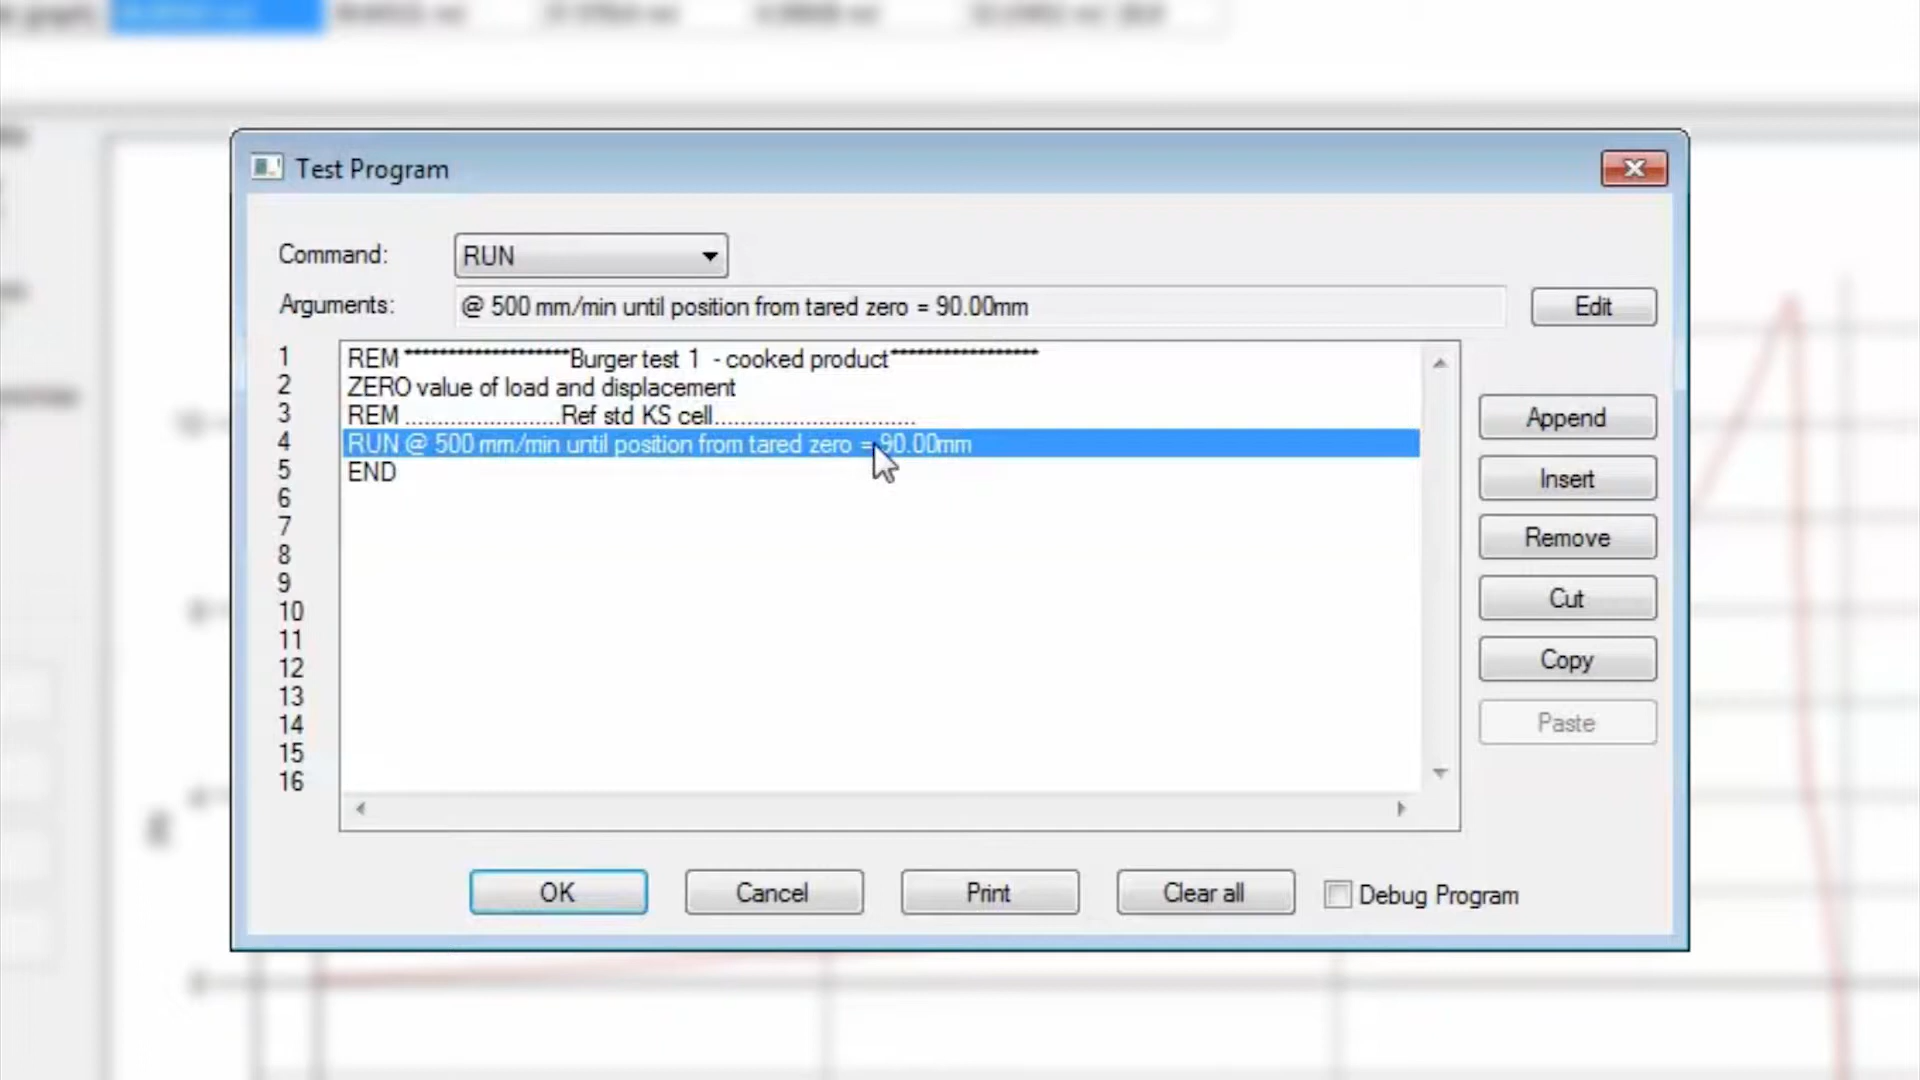 Test Program
Command:
RUN
Arguments:
@ 500 mm/min until position from tared zero = 90.00mm
Edit
1 REM ********************Burger test 1 - cooked product******************
2 ZERO value of load and displacement
3 REM ........................Ref std KS cell...............................
4 RUN @ 500 mm/min until position from tared zero = 90.00mm
5 END
6
7
8
9
10
11
12
13
14
15
16
Append
Insert
Remove
Cut
Copy
Paste
OK
Cancel
Print
Clear all
Debug Program